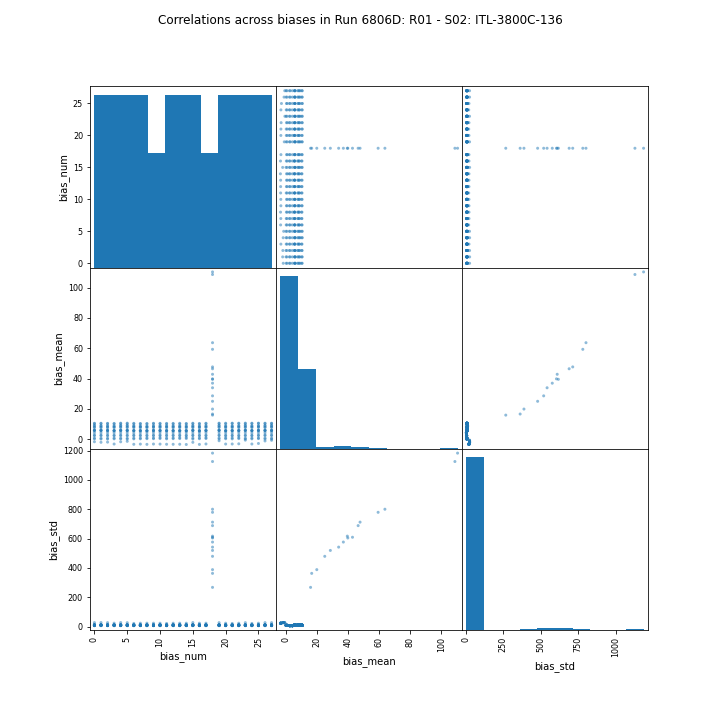 Correlations across biases in Run 6806D: R01 - S02: ITL-3800C-136
25
20
15
10
5
0
bias_num
100
80
60
40
20
0
bias_mean
1200
1000
800
600
400
200
0
bias_std
0 5 10 15 20 25
bias_num
0 20 40 60 80 100
bias_mean
0 250 500 750 1000
bias_std